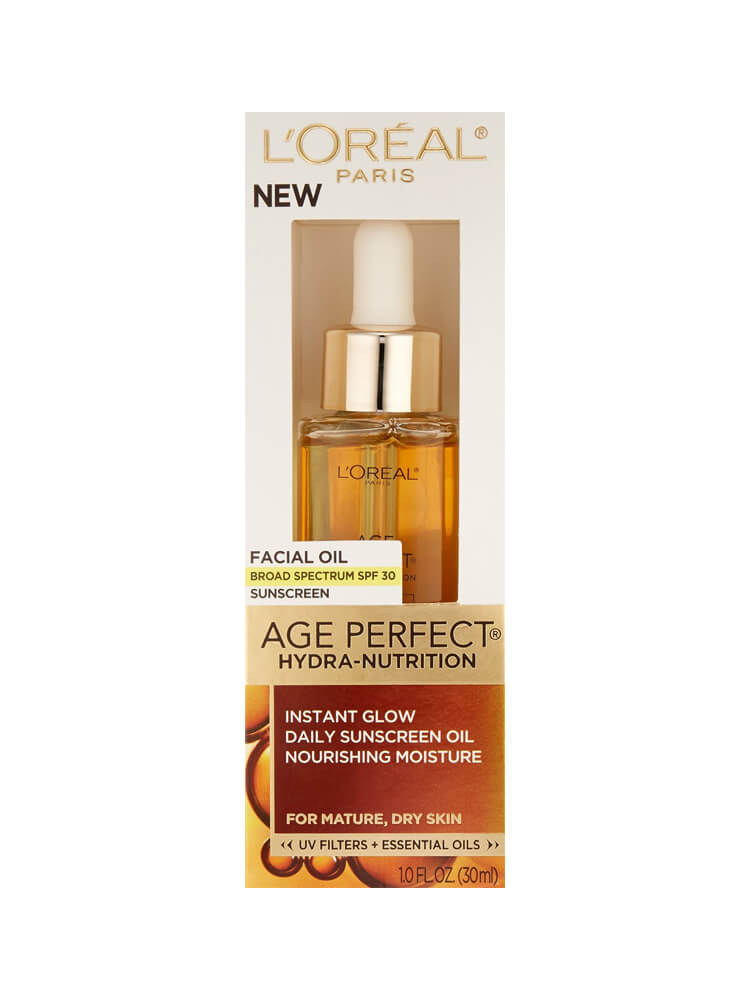 L'ORÉAL®
PARIS
NEW
L'ORÉAL®
PARIS
FACIAL OIL
BROAD SPECTRUM SPF 30
SUNSCREEN
AGE PERFECT®
HYDRA-NUTRITION
INSTANT GLOW
DAILY SUNSCREEN OIL
NOURISHING MOISTURE
FOR MATURE, DRY SKIN
‹‹ UV FILTERS + ESSENTIAL OILS ››
1.0 FL.OZ. (30ml)